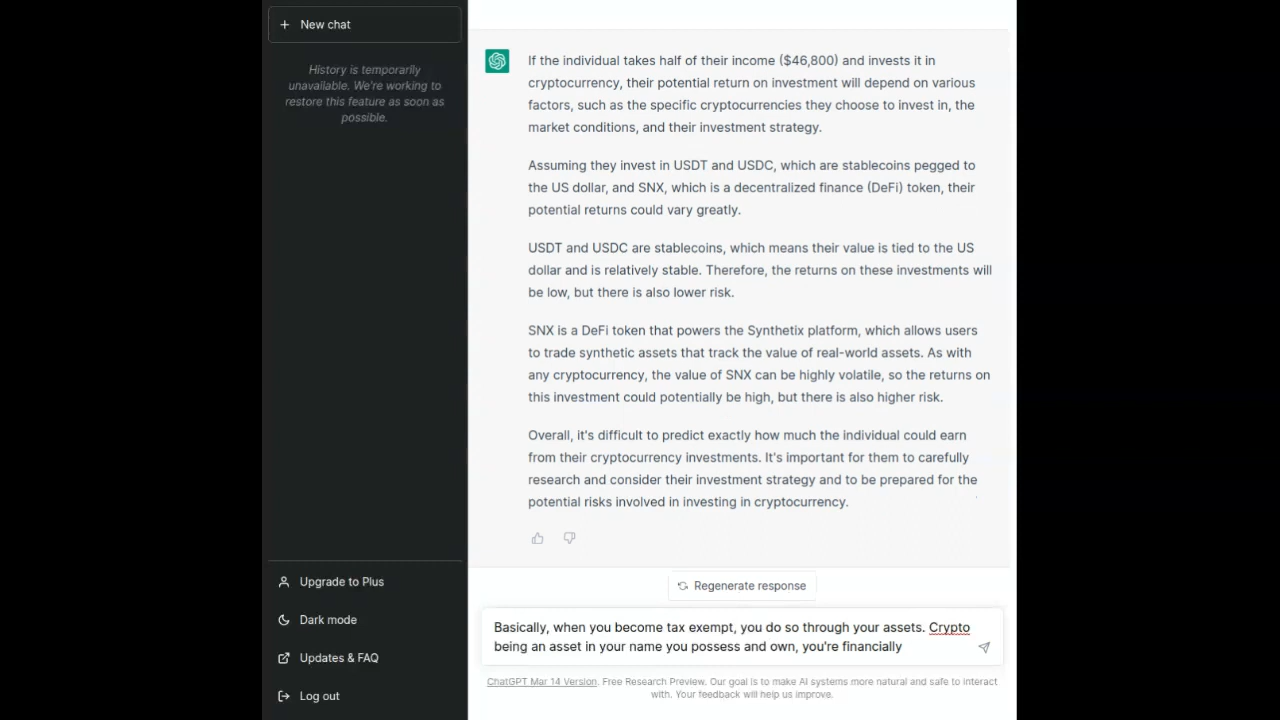 New chat
History is temporarily
unavailable. We're working to
restore this feature as soon as
possible.
If the individual takes half of their income ($46,800) and invests it in
cryptocurrency, their potential return on investment will depend on various
factors, such as the specific cryptocurrencies they choose to invest in, the
market conditions, and their investment strategy.
Assuming they invest in USDT and USDC, which are stablecoins pegged to
the US dollar, and SNX, which is a decentralized finance (DeFi) token, their
potential returns could vary greatly.
USDT and USDC are stablecoins, which means their value is tied to the US
dollar and is relatively stable. Therefore, the returns on these investments will
be low, but there is also lower risk.
SNX is a DeFi token that powers the Synthetix platform, which allows users
to trade synthetic assets that track the value of real-world assets. As with
any cryptocurrency, the value of SNX can be highly volatile, so the returns on
this investment could potentially be high, but there is also higher risk.
Overall, it's difficult to predict exactly how much the individual could earn
from their cryptocurrency investments. It's important for them to carefully
research and consider their investment strategy and to be prepared for the
potential risks involved in investing in cryptocurrency.
Regenerate response
Basically, when you become tax exempt, you do so through your assets. Crypto
being an asset in your name you possess and own, you're financially
ChatGPT Mar 14 Version. Free Research Preview. Our goal is to make AI systems more natural and safe to interact
with. Your feedback will help us improve.
Upgrade to Plus
Dark mode
Updates & FAQ
Log out